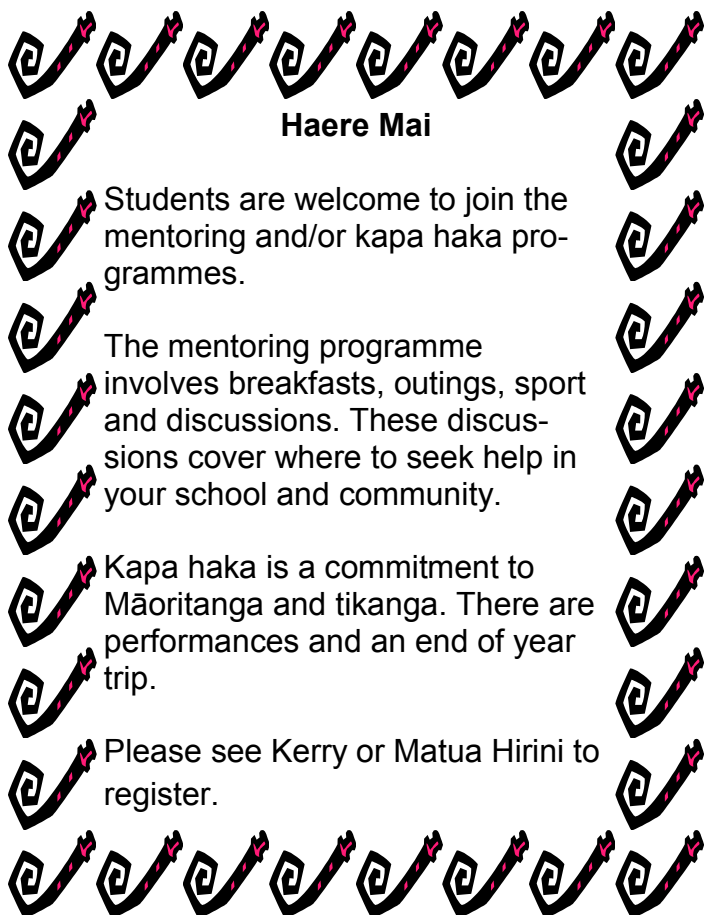 Haere Mai
Students are welcome to join the
mentoring and/or kapa haka pro-
grammes.
The mentoring programme
involves breakfasts, outings, sport
and discussions. These discus-
sions cover where to seek help in
your school and community.
Kapa haka is a commitment to
Māoritanga and tikanga. There are
performances and an end of year
trip.
Please see Kerry or Matua Hirini to
register.